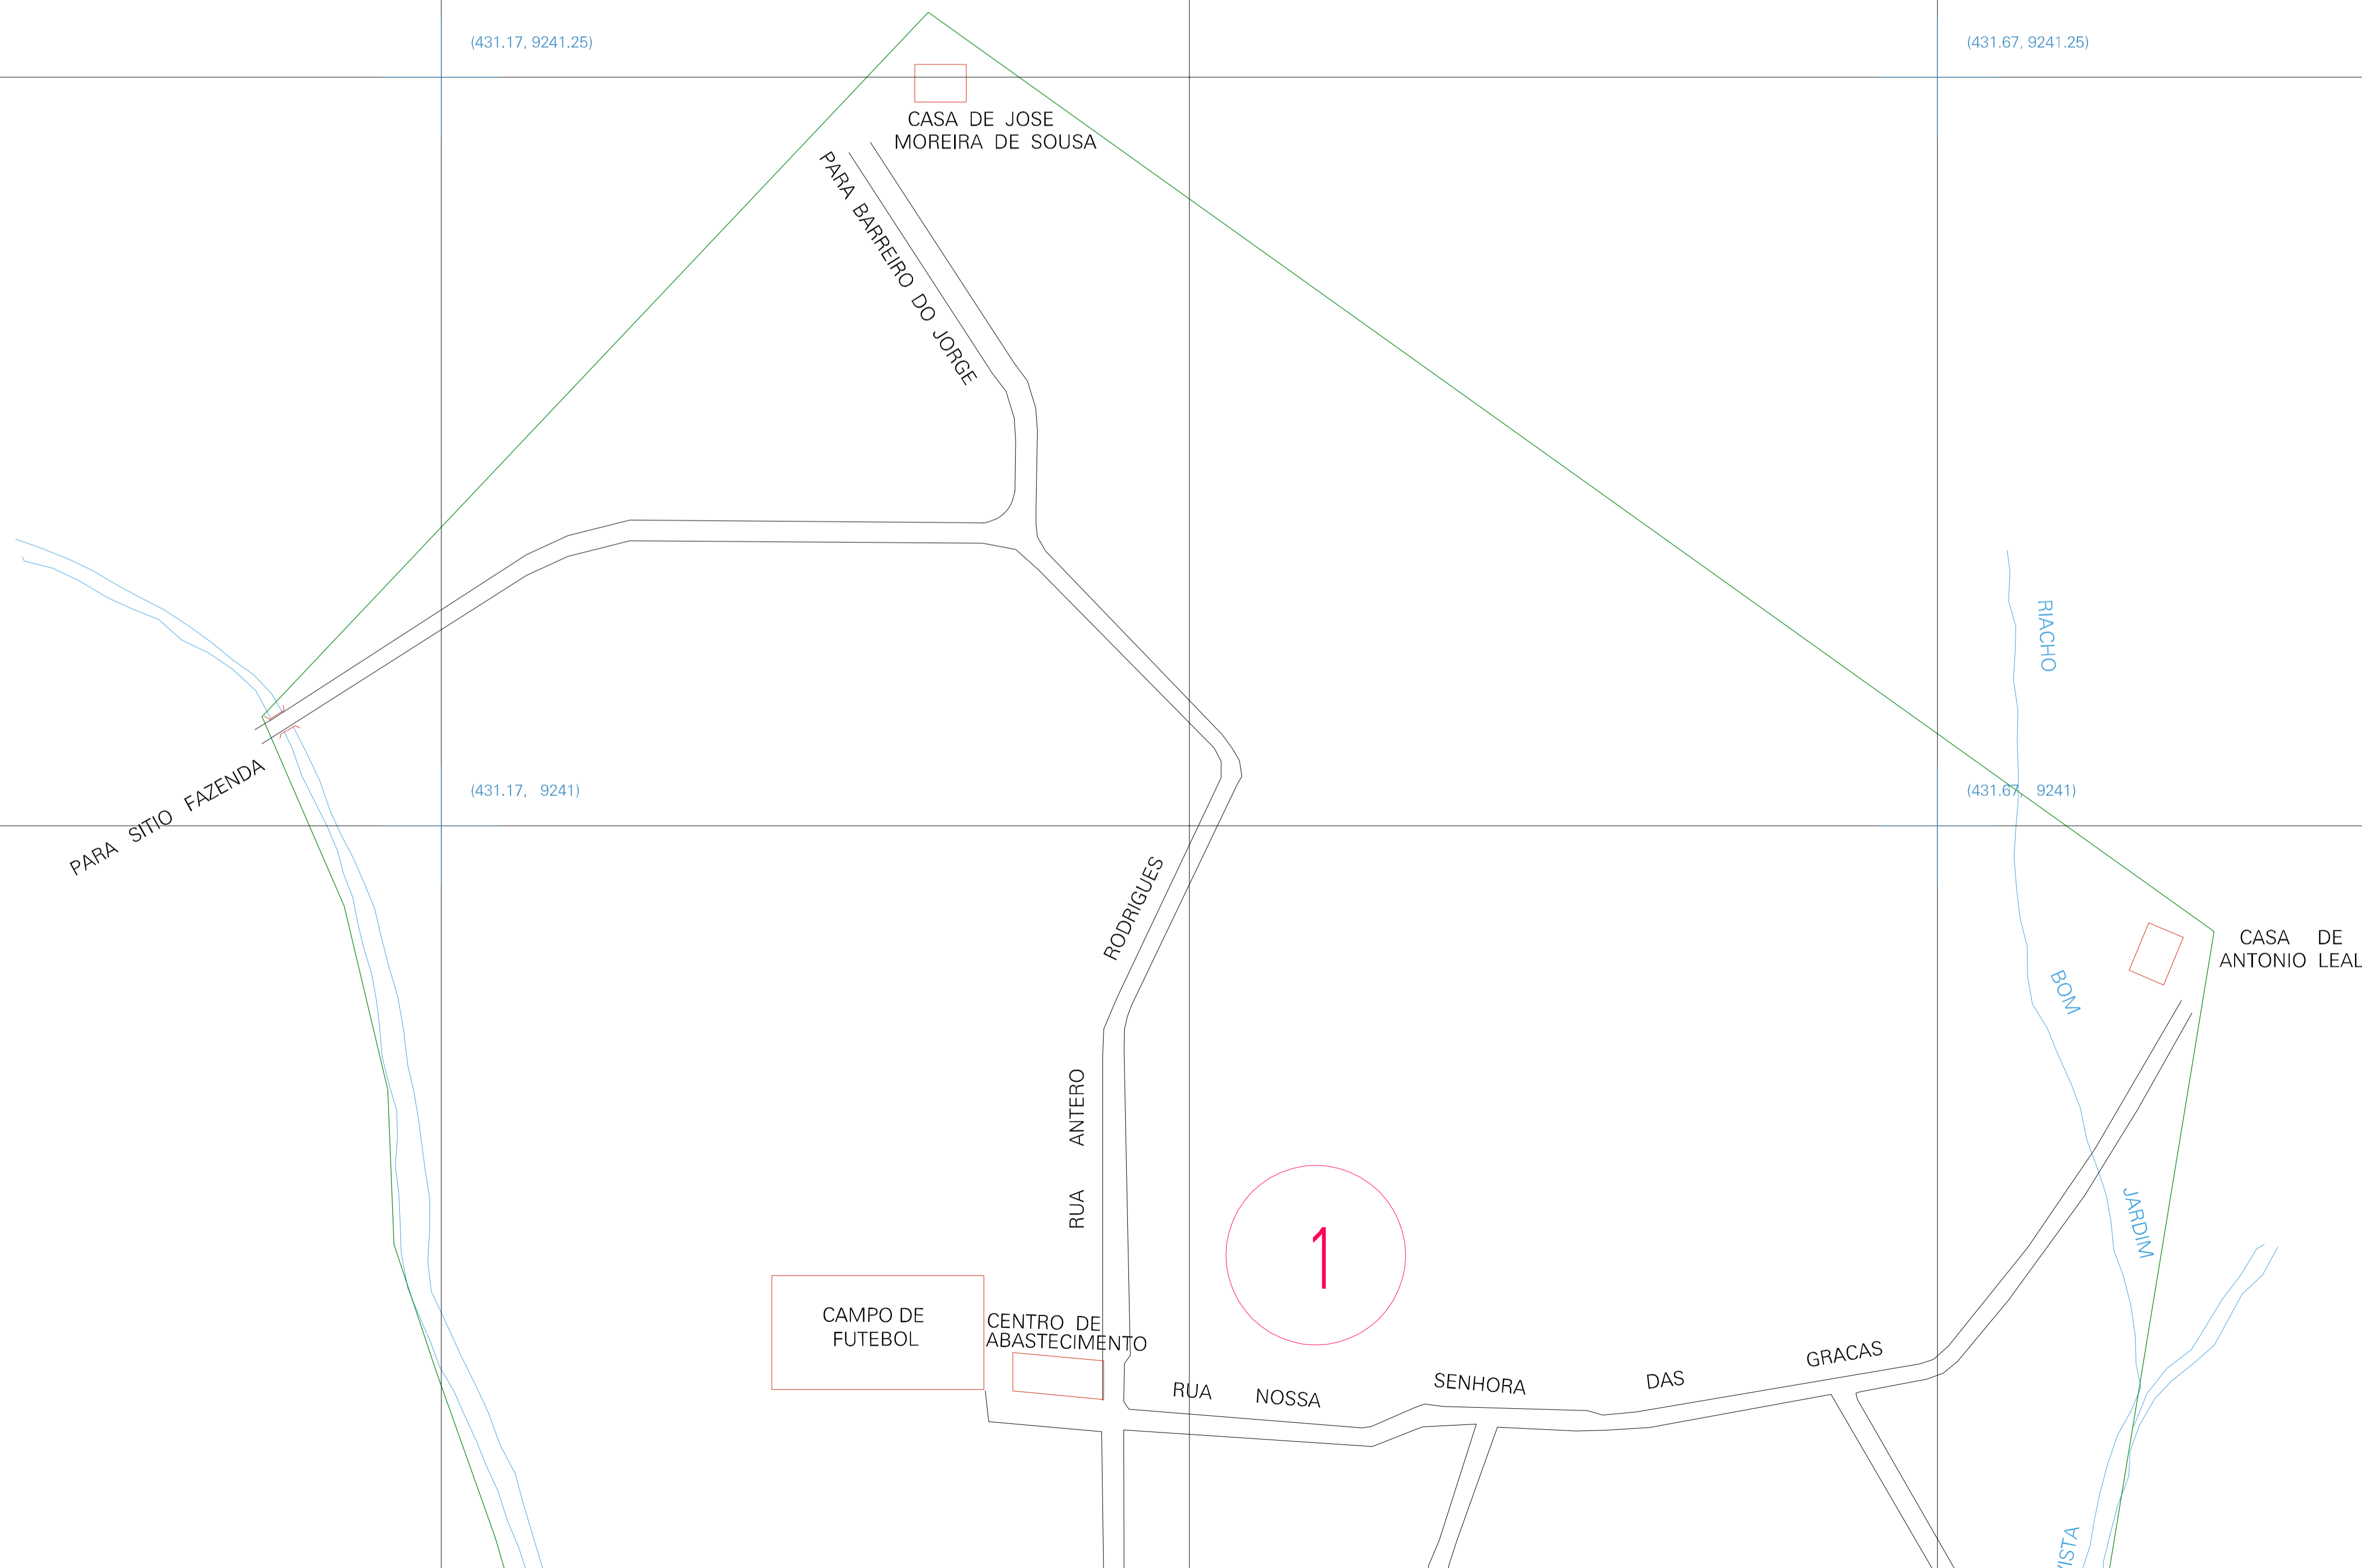 (431.17, 9241.25)
(431.67, 9241.25)
CASA DE JOSE
MOREIRA DE SOUSA
PARA BARREIRO DO JORGE
RIACHO
PARA SITIO FAZENDA
(431.17, 9241)
(431.67, 9241)
RODRIGUES
CASA DE
ANTONIO LEAL
BOM
ANTERO
RUA
JARDIM
1
CAMPO DE
FUTEBOL
CENTRO DE
ABASTECIMENTO
RUA NOSSA SENHORA DAS GRACAS